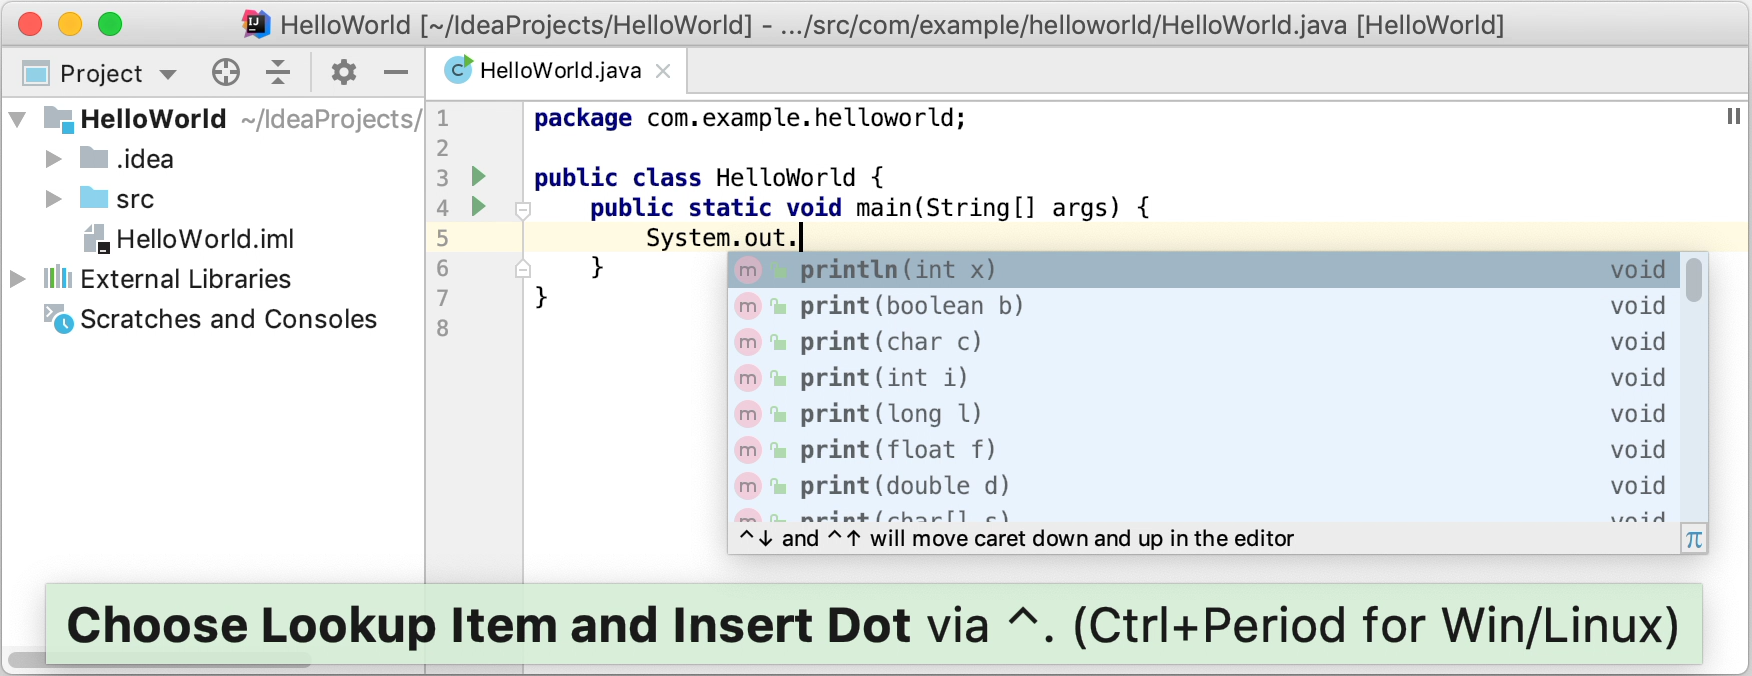 HelloWorld [~/IdeaProjects/HelloWorld] - .../src/com/example/helloworld/HelloWorld.java [HelloWorld]
Project
HelloWorld.java
HelloWorld ~/IdeaProjects/
.idea
src
HelloWorld.iml
External Libraries
Scratches and Consoles
1 package com.example.helloworld;
2
3 public class HelloWorld {
4 public static void main(String[] args) {
5 System.out.
6 }
7 }
8
m println(int x) void
m print(boolean b) void
m print(char c) void
m print(int i) void
m print(long l) void
m print(float f) void
m print(double d) void
m print(char[] s) void
^↓ and ^↑ will move caret down and up in the editor π
Choose Lookup Item and Insert Dot via ^. (Ctrl+Period for Win/Linux)